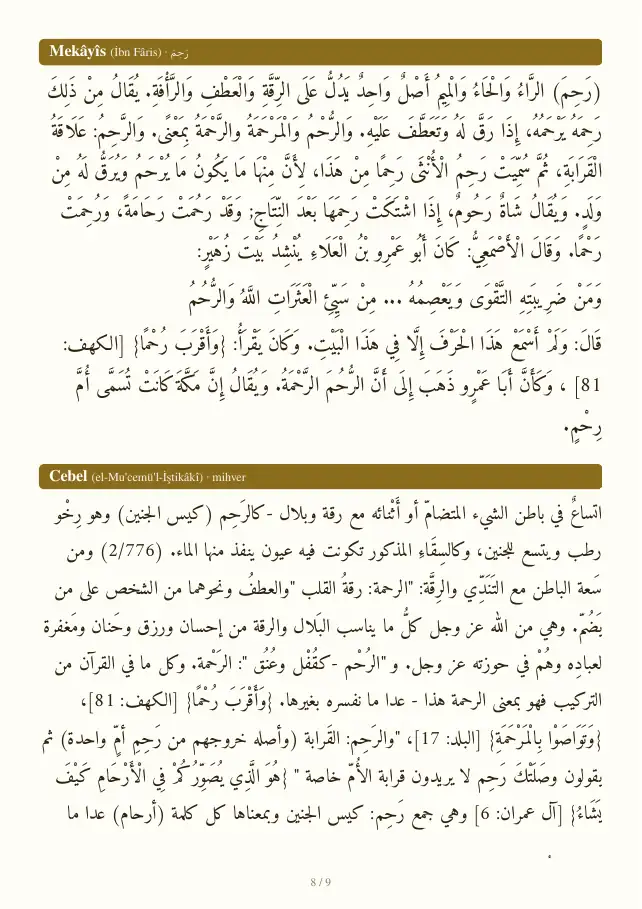 Mekâyîs (İbn Fâris) · رَحِمَ
(رَحِمَ) الرَّاءُ وَالْحَاءُ وَالْمِيمُ أَصْلٌ وَاحِدٌ يَدُلُّ عَلَى الرِّقَّةِ وَالْعَطْفِ وَالرَّأْفَةِ. يُقَالُ مِنْ ذَلِكَ
رَحِمَهُ يَرْحَمُهُ، إِذَا رَقَّ لَهُ وَتَعَطَّفَ عَلَيْهِ. وَالرُّحْمُ وَالْمَرْحَمَةُ وَالرَّحْمَةُ بِمَعْنًى. وَالرَّحِمُ: عَلَاقَةُ
الْقَرَابَةِ، ثُمَّ سُمِّيَتْ رَحِمُ الْأُنْثَى رَحِمًا مِنْ هَذَا، لِأَنَّ مِنْهَا مَا يَكُونُ مَا يُرْحَمُ وَيُرَقُّ لَهُ مِنْ
وَلَدٍ. وَيُقَالُ شَاةٌ رَحُومٌ، إِذَا اشْتَكَتْ رَحِمَهَا بَعْدَ النِّتَاجِ; وَقَدْ رَحُمَتْ رَحَامَةً، وَرُحِمَتْ
رَحْمًا. وَقَالَ الْأَصْمَعِيُّ: كَانَ أَبُو عَمْرِو بْنُ الْعَلَاءِ يُنْشِدُ بَيْتَ زُهَيْرٍ:
وَمَنْ ضَرِيبَتِهِ التَّقْوَى وَيَعْصِمُهُ ... مِنْ سَيِّئِ الْعَثَرَاتِ اللَّهُ وَالرُّحُمُ
قَالَ: وَلَمْ أَسْمَعْ هَذَا الْحَرْفَ إِلَّا فِي هَذَا الْبَيْتِ. وَكَانَ يَقْرَأُ: {وَأَقْرَبَ رُحْمًا} [الكهف:
81] ، وَكَأَنَّ أَبَا عَمْرٍو ذَهَبَ إِلَى أَنَّ الرُّحُمَ الرَّحْمَةُ. وَيُقَالُ إِنَّ مَكَّةَ كَانَتْ تُسَمَّى أُمَّ
رِحْمٍ.
Cebel (el-Mu'cemü'l-İştikâkî) · mihver
اتساعٌ في باطن الشيء المتضامّ أو أَثْنائه مع رقة وبلال -كالرَحِم (كيس الجنين) وهو رِخْو
رطب ويتسع للجنين، وكالسِقَاءِ المذكور تكونت فيه عيون ينفذ منها الماء. (2/776) ومن
سَعة الباطن مع التَنَدِّي والرِقَّة: "الرحمة: رقةُ القلب "والعطفُ ونحوهما من الشخص على من
يَضُمّ. وهي من الله عز وجل كلُّ ما يناسب البَلال والرقة من إحسان ورزق وحَنان ومَغفرة
لعباده وهُمْ في حوزته عز وجل. و "الرُحْم -كقُفْل وعُنُق ": الرَحْمة. وكل ما في القرآن من
التركيب فهو بمعنى الرحمة هذا - عدا ما نفسره بغيرها. {وَأَقْرَبَ رُحْمًا} [الكهف: 81]،
{وَتَوَاصَوْا بِالْمَرْحَمَةِ} [البلد: 17]، "والرَحِم: القَرابة (وأصله خروجهم من رَحِمِ أمٍّ واحدة) ثم
يقولون وصَلَتْكَ رَحِم لا يريدون قرابة الأُمّ خاصة " {هُوَ الَّذِي يُصَوِّرُكُمْ فِي الْأَرْحَامِ كَيْفَ
يَشَاءُ} [آل عمران: 6] وهي جمع رَحِم: كيس الجنين وبمعناها كل كلمة (أرحام) عدا ما
8 / 9